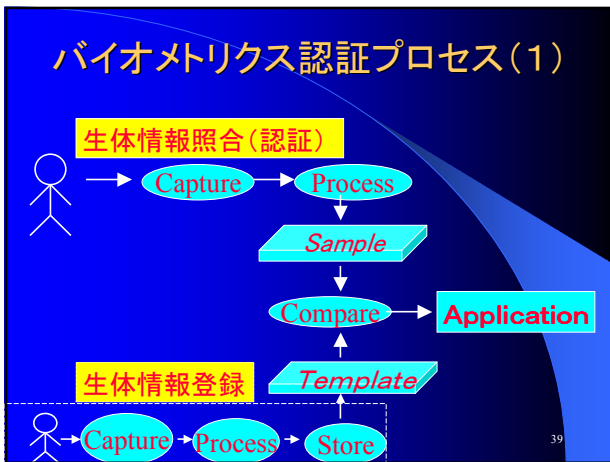 バイオメトリクス認証プロセス(1)
生体情報照合(認証)
Capture
Process
Sample
Compare
Application
Template
生体情報登録
Capture
Process
Store
39